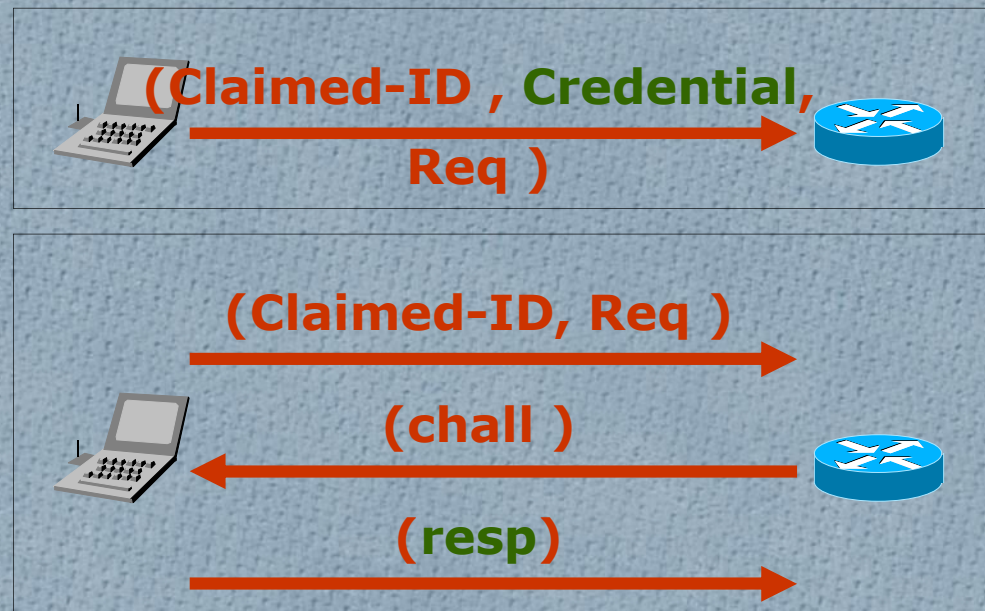 (Claimed-ID , Credential,
Req )
(Claimed-ID, Req )
(chall )
(resp)